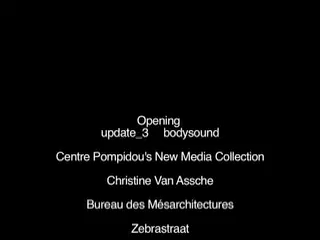 Opening
update_3 bodysound
Centre Pompidou's New Media Collection
Christine Van Assche
Bureau des Mésarchitectures
Zebrastraat